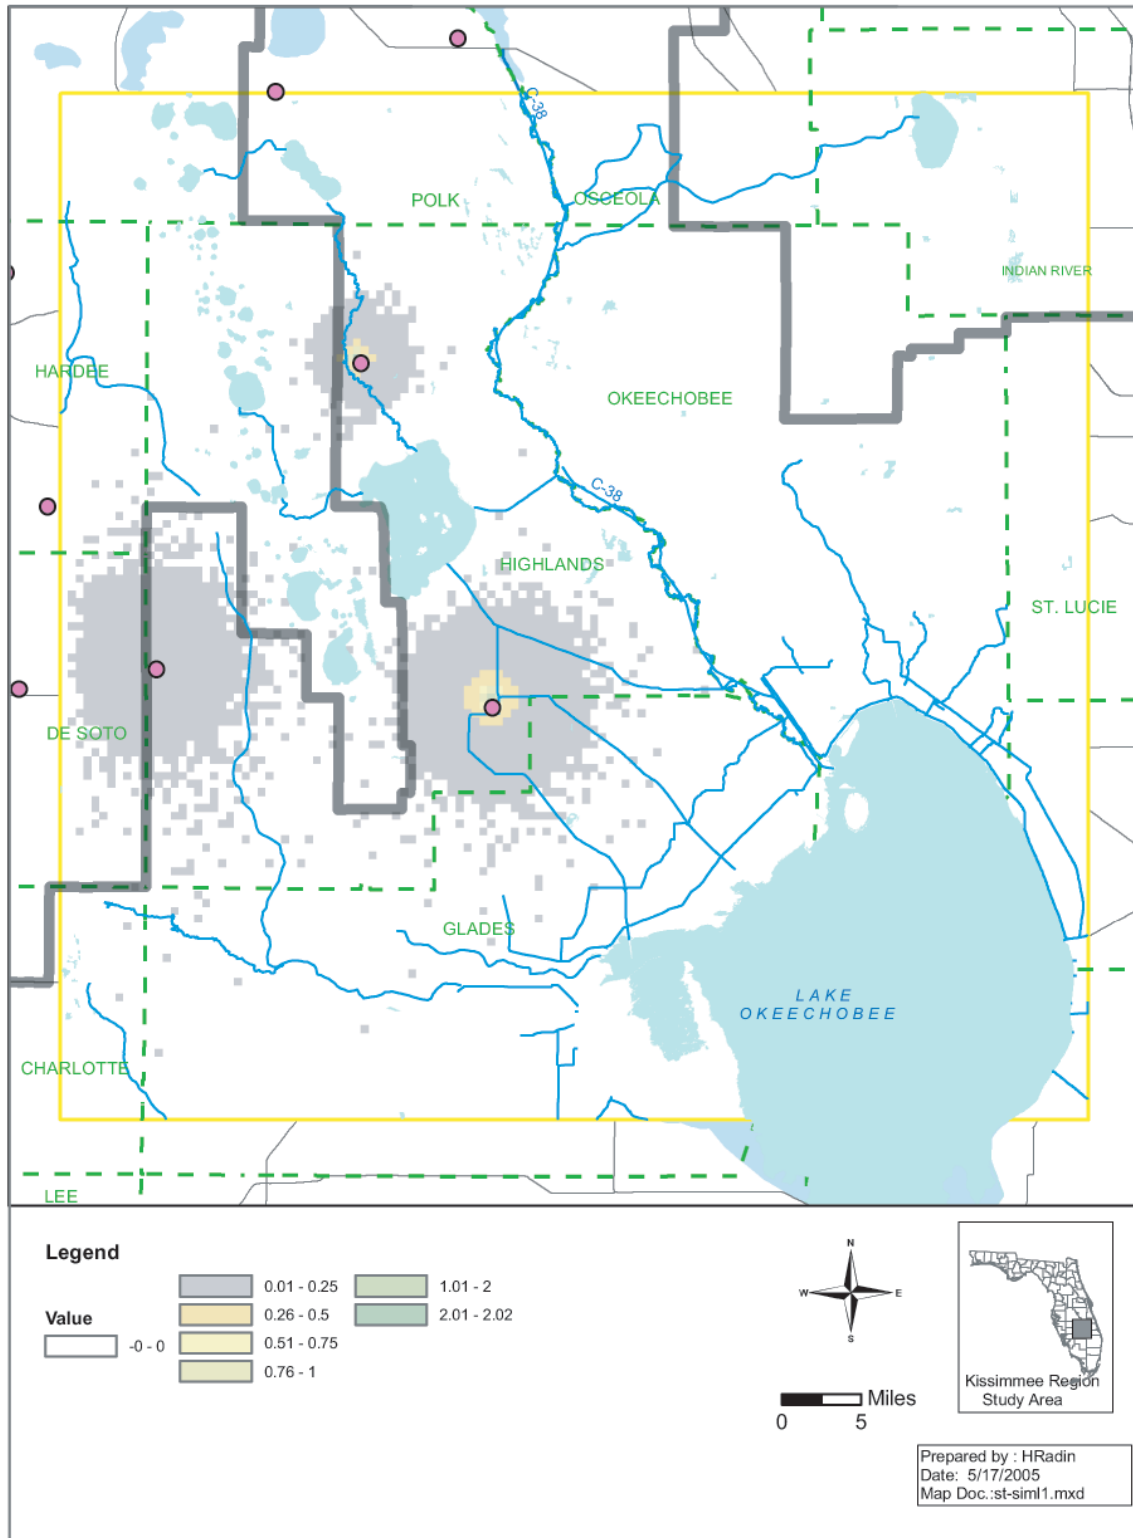 C-38
POLK
OSCEOLA
INDIAN RIVER
HARDEE
OKEECHOBEE
C-38
HIGHLANDS
ST. LUCIE
DE SOTO
GLADES
LAKE
OKEECHOBEE
CHARLOTTE
LEE
Legend
Value
-0 - 0
0.01 - 0.25
0.26 - 0.5
0.51 - 0.75
0.76 - 1
1.01 - 2
2.01 - 2.02
N
W
E
S
Miles
0 5
Kissimmee Region
Study Area
Prepared by : HRadin
Date: 5/17/2005
Map Doc.:st-siml1.mxd